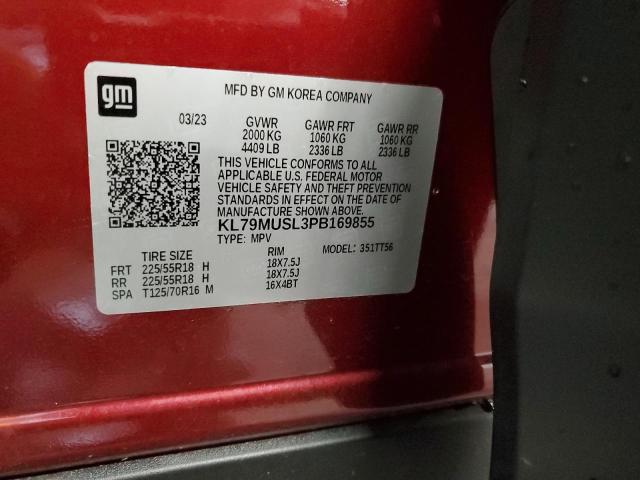 gm
MFD BY GM KOREA COMPANY
03/23 GVWR GAWR FRT GAWR RR
2000 KG 1060 KG 1060 KG
4409 LB 2336 LB 2336 LB
THIS VEHICLE CONFORMS TO ALL
APPLICABLE U.S. FEDERAL MOTOR
VEHICLE SAFETY AND THEFT PREVENTION
STANDARDS IN EFFECT ON THE DATE OF
MANUFACTURE SHOWN ABOVE.
KL79MUSL3PB169855
TYPE: MPV MODEL: 351TT56
TIRE SIZE RIM
FRT 225/55R18 H 18X7.5J
RR 225/55R18 H 18X7.5J
SPA T125/70R16 M 16X4BT